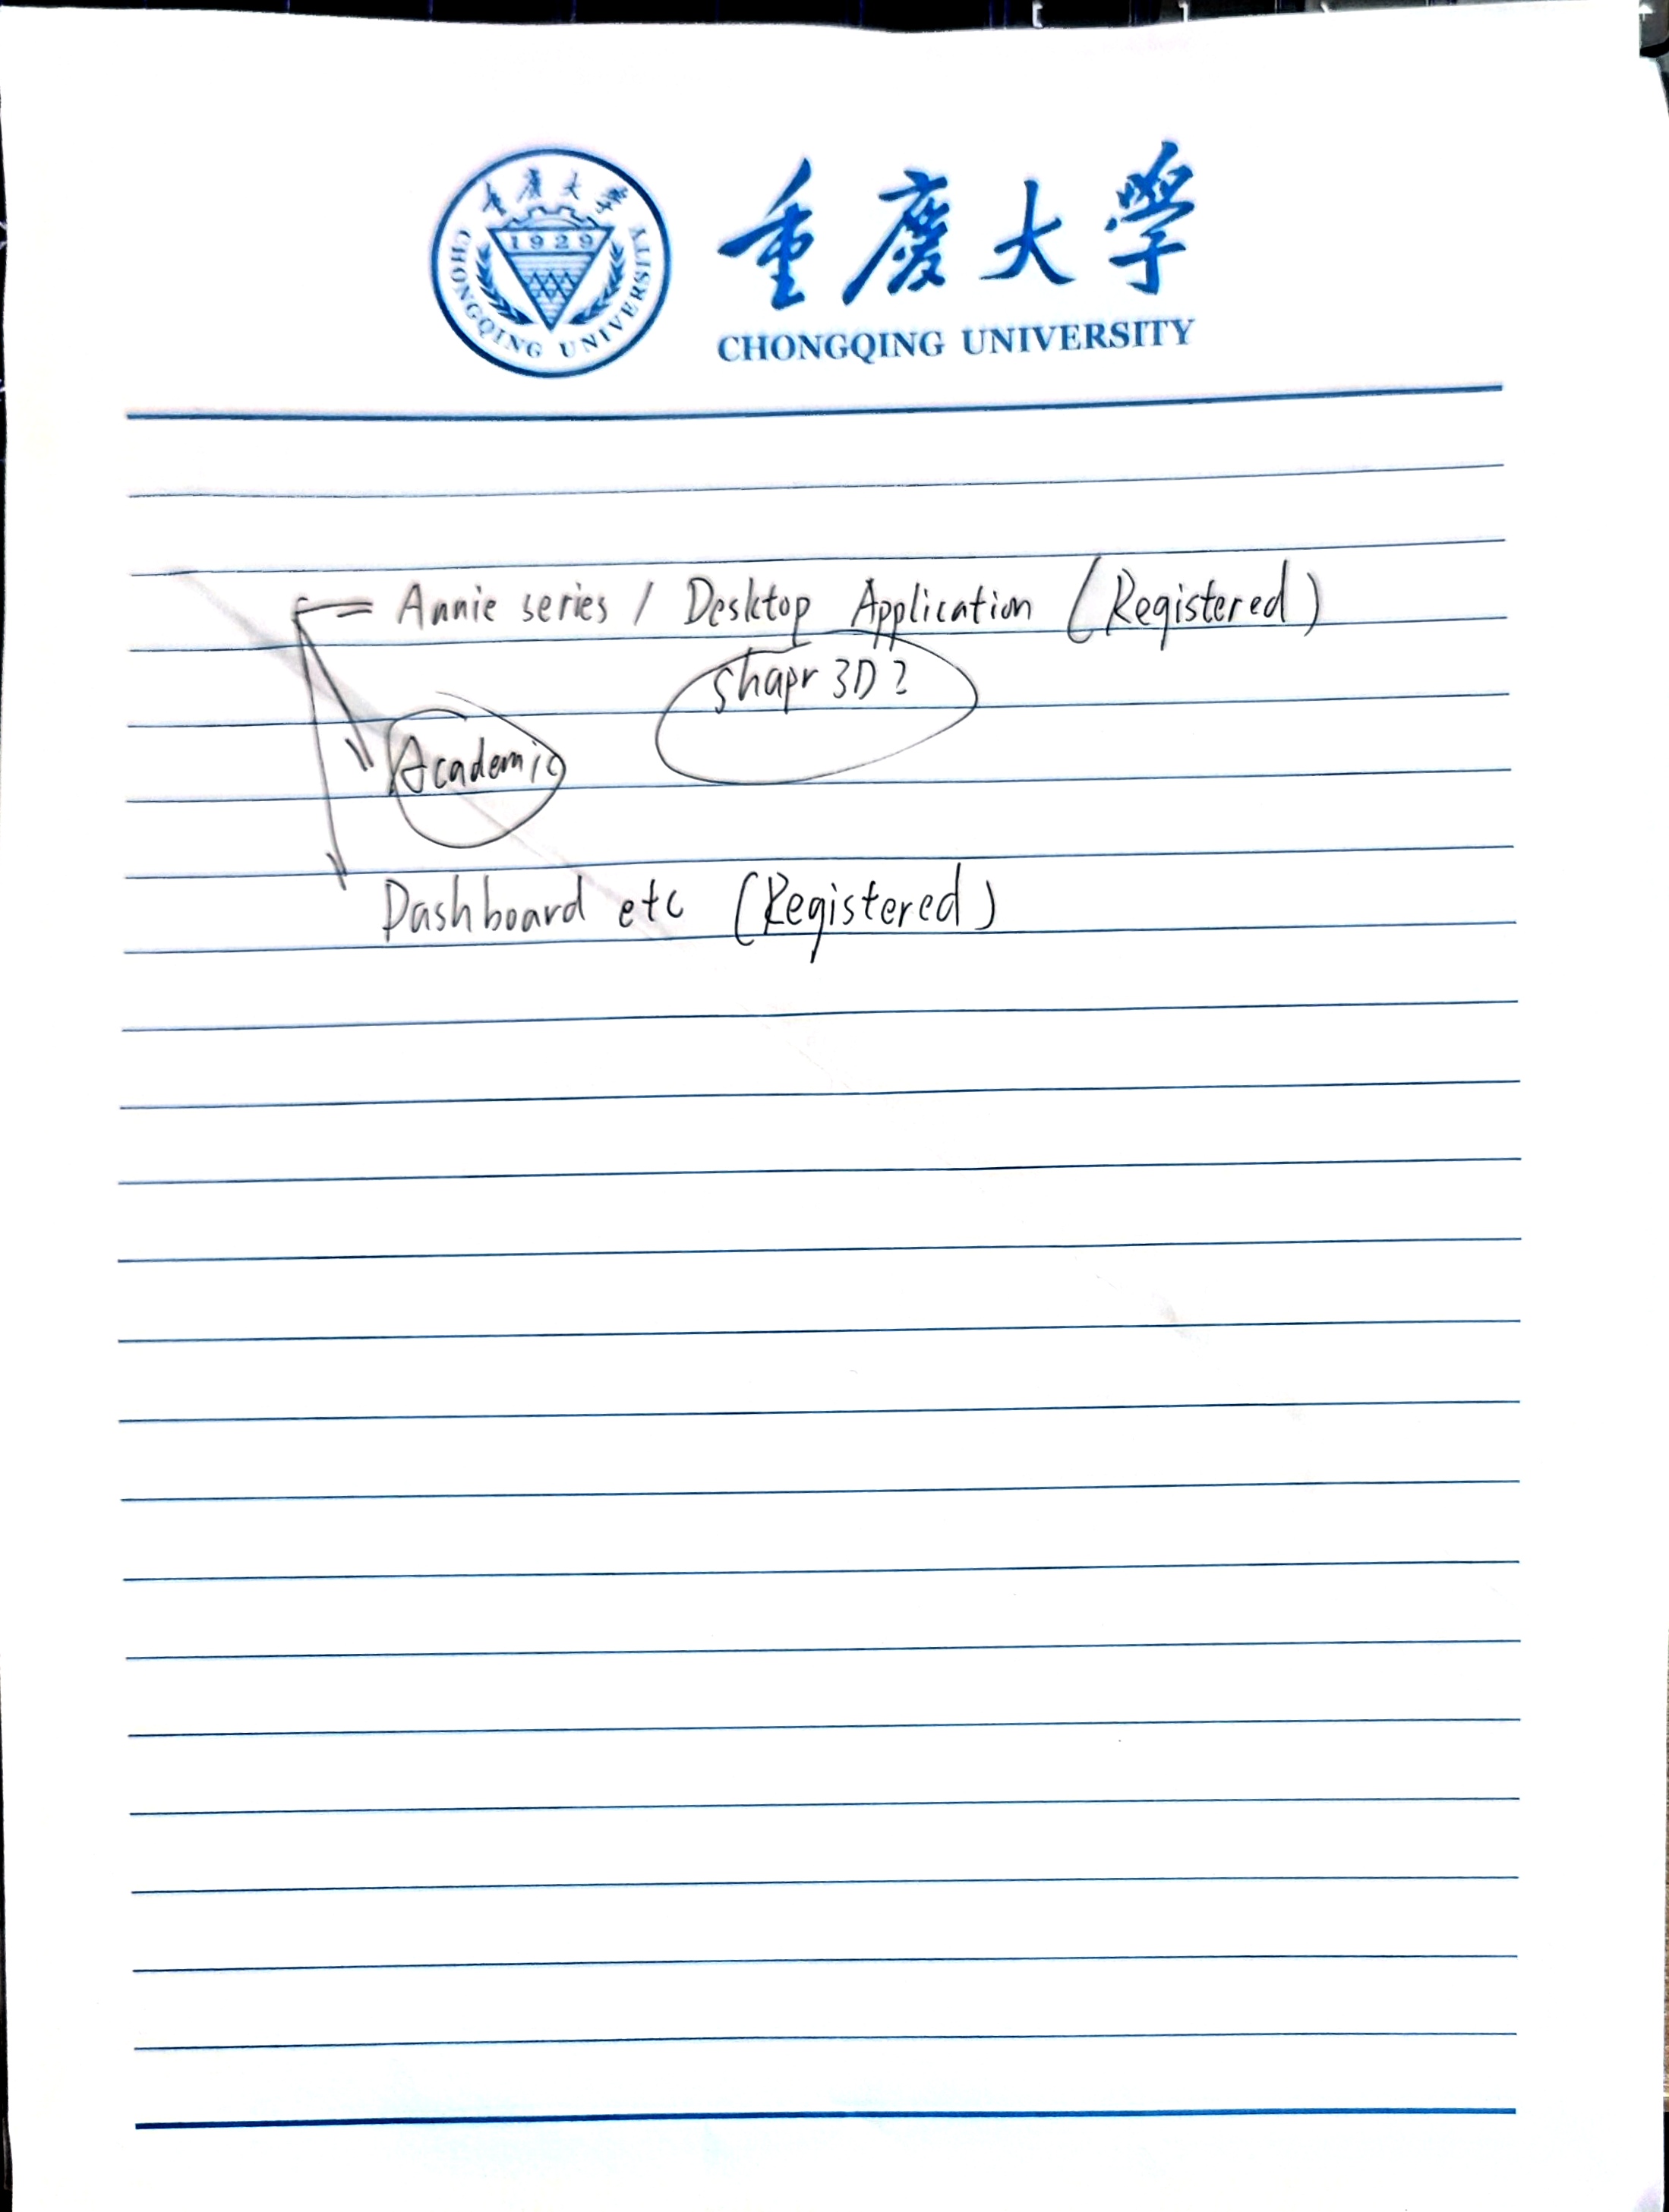 重慶大學
1929
CHONGQING UNIVERSITY
重慶大學
CHONGQING UNIVERSITY
Annie series / Desktop Application (Registered)
Shapr 3D?
Academic
Dashboard etc (Registered)